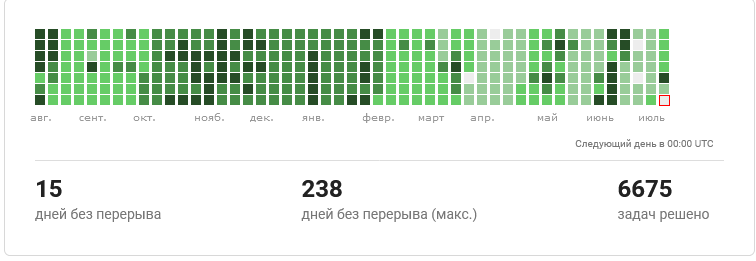 авг. сент. окт. нояб. дек. янв. февр. март апр. май июнь июль
Следующий день в 00:00 UTC
15 238 6675
дней без перерыва дней без перерыва (макс.) задач решено